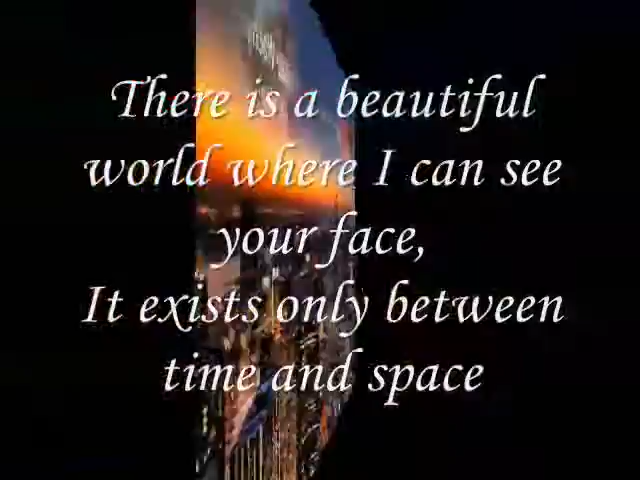 There is a beautiful
world where I can see
your face,
It exists only between
time and space